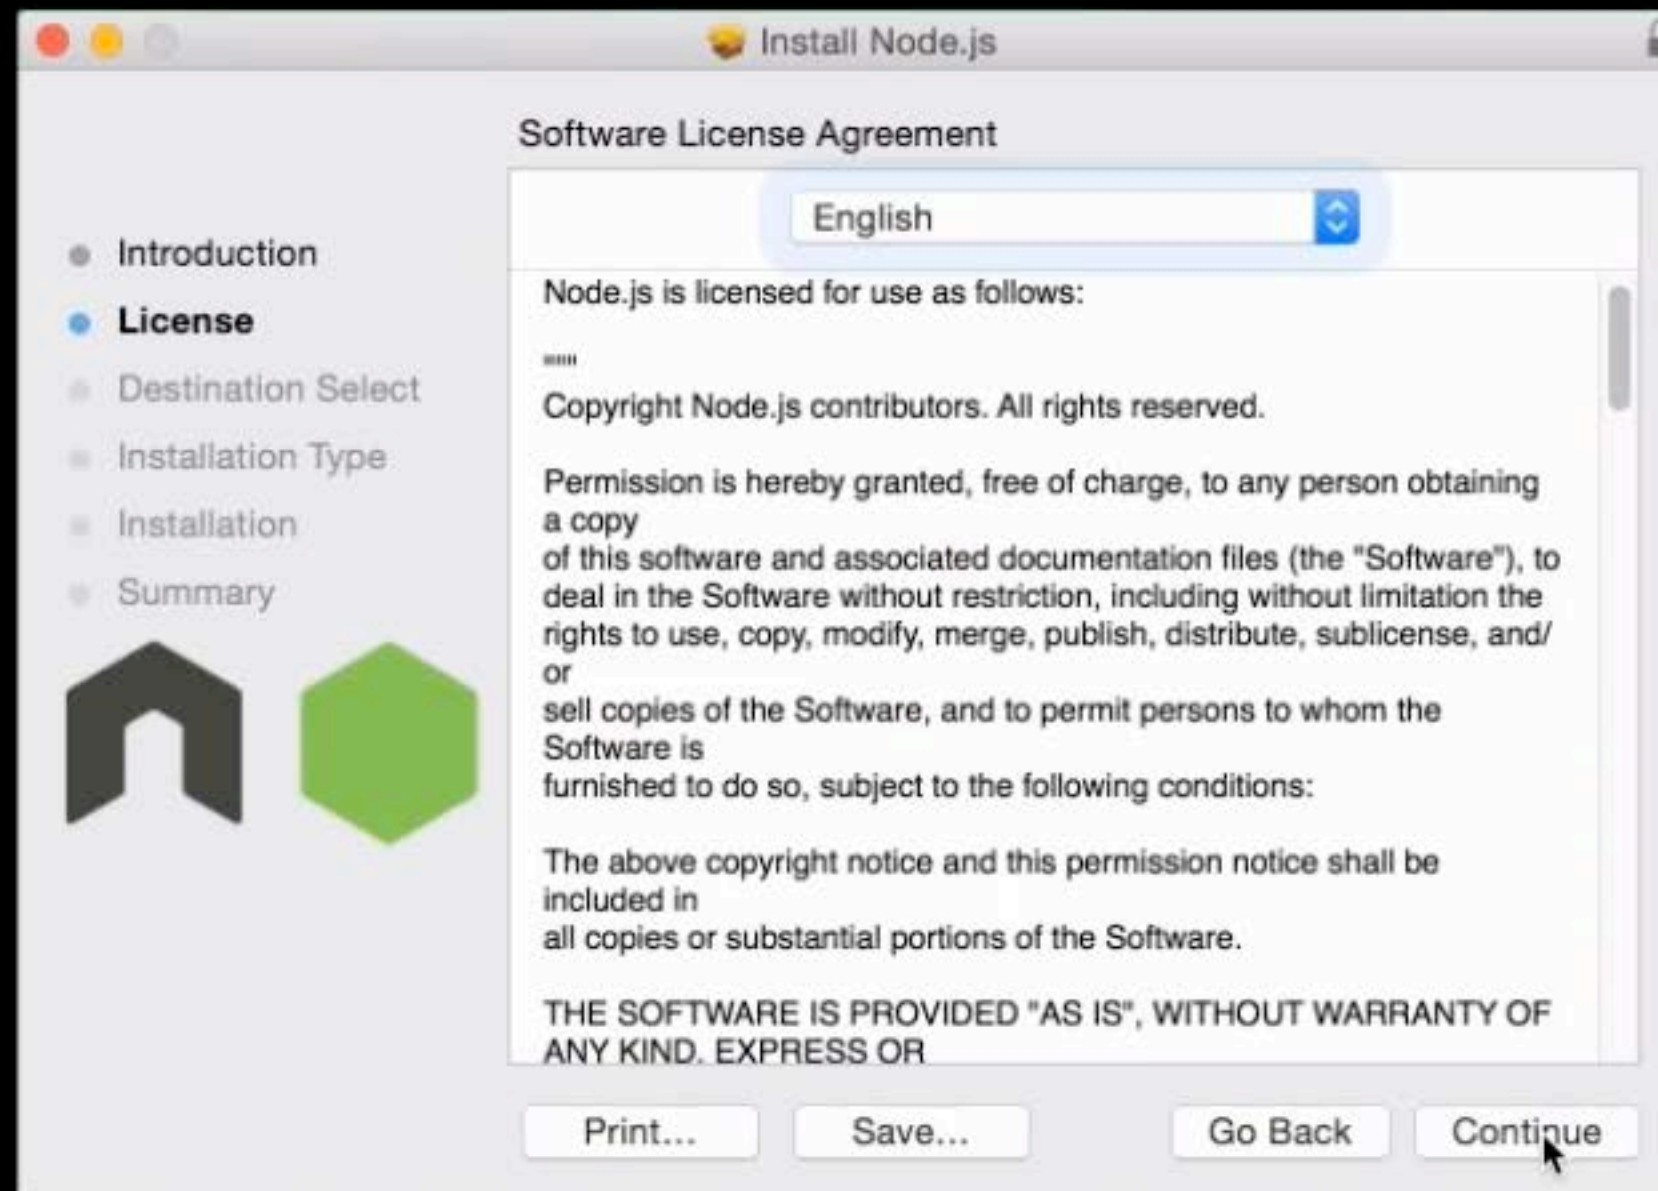 Install Node.js
Software License Agreement
English
Introduction
License
Destination Select
Installation Type
Installation
Summary
Node.js is licensed for use as follows:
"""
Copyright Node.js contributors. All rights reserved.
Permission is hereby granted, free of charge, to any person obtaining
a copy
of this software and associated documentation files (the "Software"), to
deal in the Software without restriction, including without limitation the
rights to use, copy, modify, merge, publish, distribute, sublicense, and/
or
sell copies of the Software, and to permit persons to whom the
Software is
furnished to do so, subject to the following conditions:
The above copyright notice and this permission notice shall be
included in
all copies or substantial portions of the Software.
THE SOFTWARE IS PROVIDED "AS IS", WITHOUT WARRANTY OF
ANY KIND, EXPRESS OR
Print...
Save...
Go Back
Continue